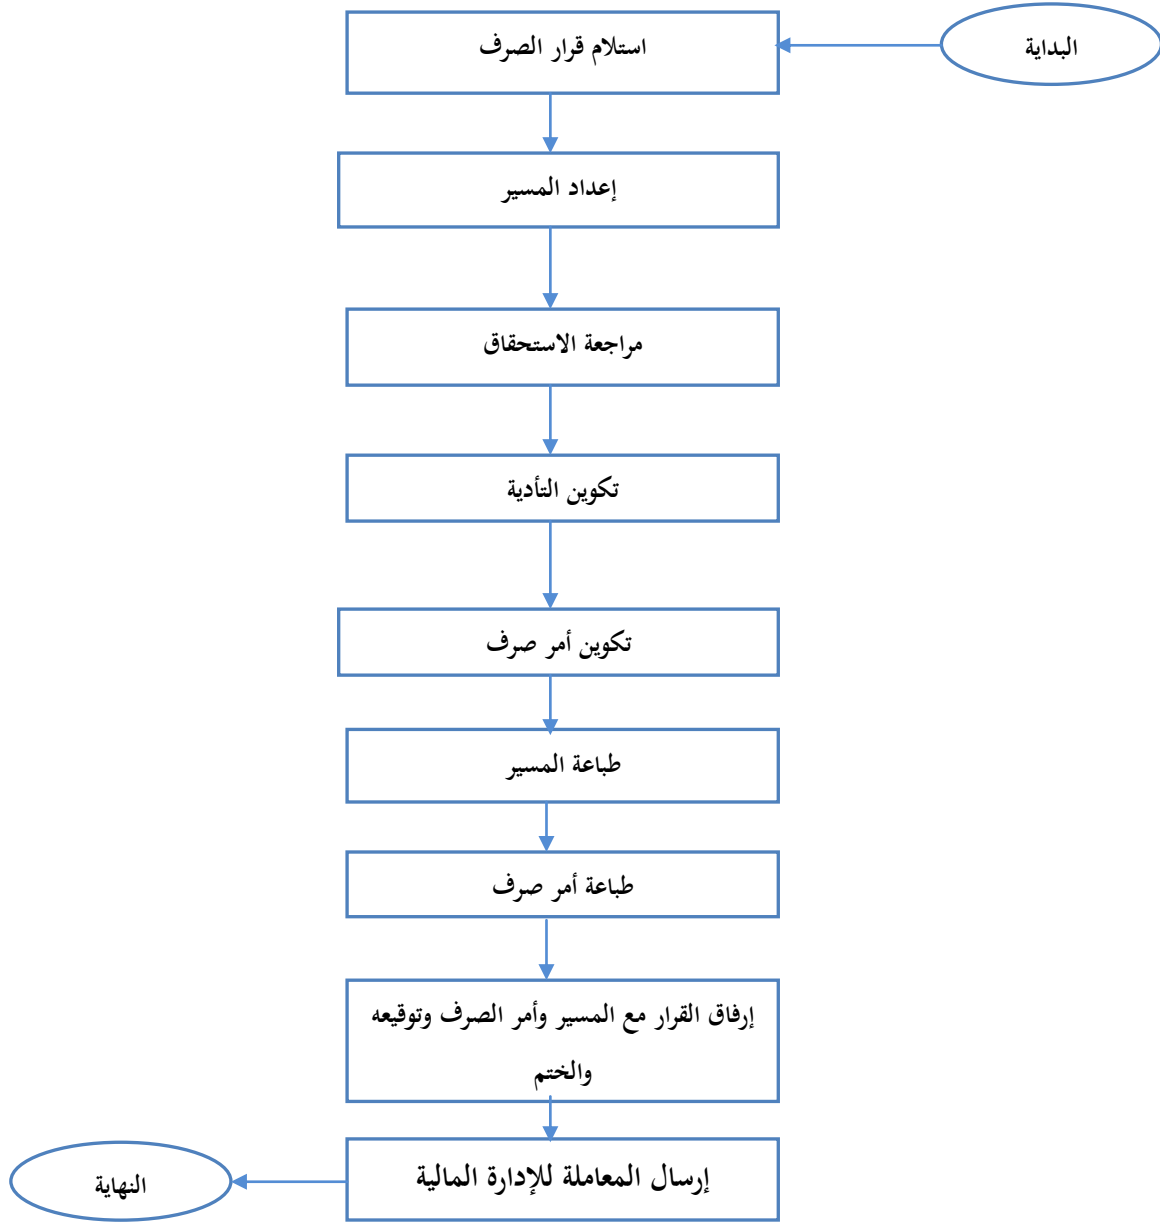 البداية
استلام قرار الصرف
إعداد المسير
مراجعة الاستحقاق
تكوين التأدية
تكوين أمر صرف
طباعة المسير
طباعة أمر صرف
إرفاق القرار مع المسير وأمر الصرف وتوقيعه
والختم
إرسال المعاملة للإدارة المالية
النهاية